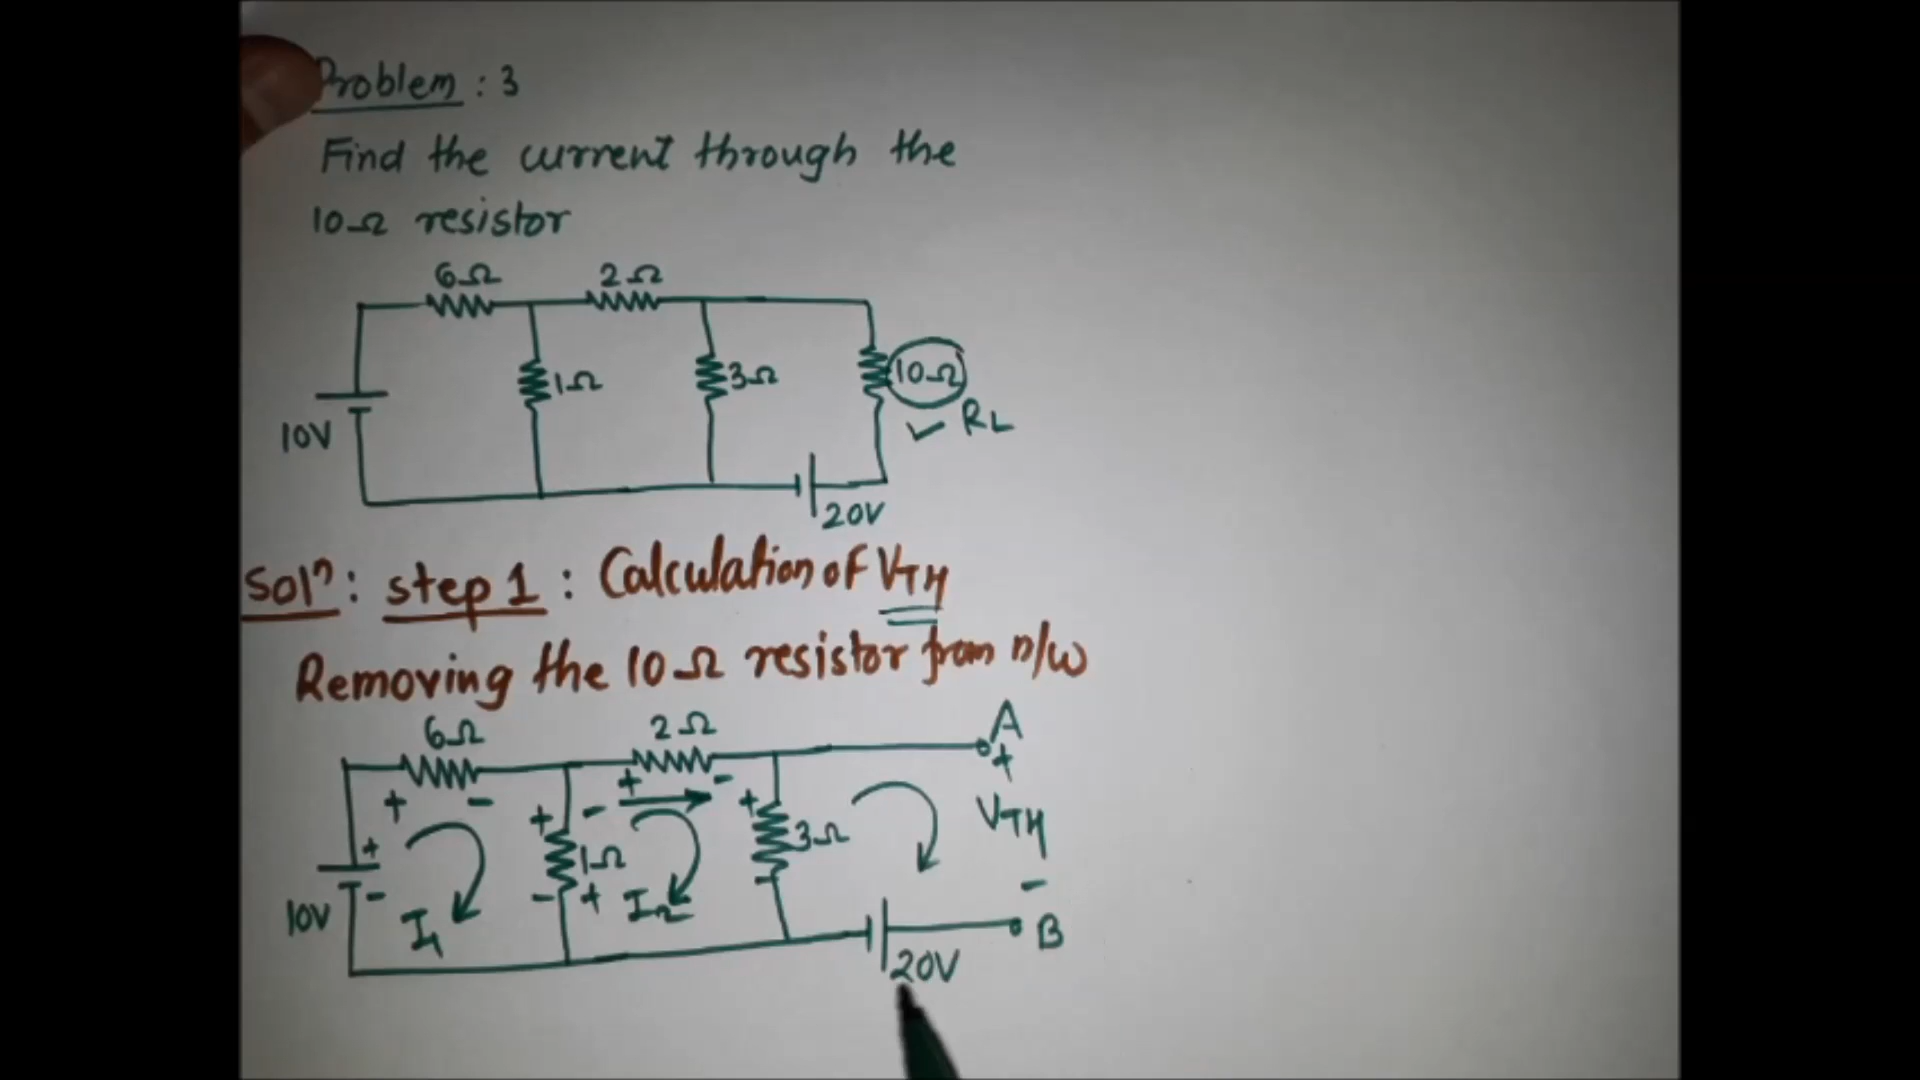 Problem : 3
Find the current through the
10Ω resistor
6Ω 2Ω
1Ω 3Ω 10Ω
10V RL
20V
Solⁿ: step 1 : Calculation of VTH
Removing the 10Ω resistor from n/w
6Ω 2Ω A
+ - + - +
+ + - + VTH
1Ω 3Ω
- - + - -
10V I1 I2 B
20V